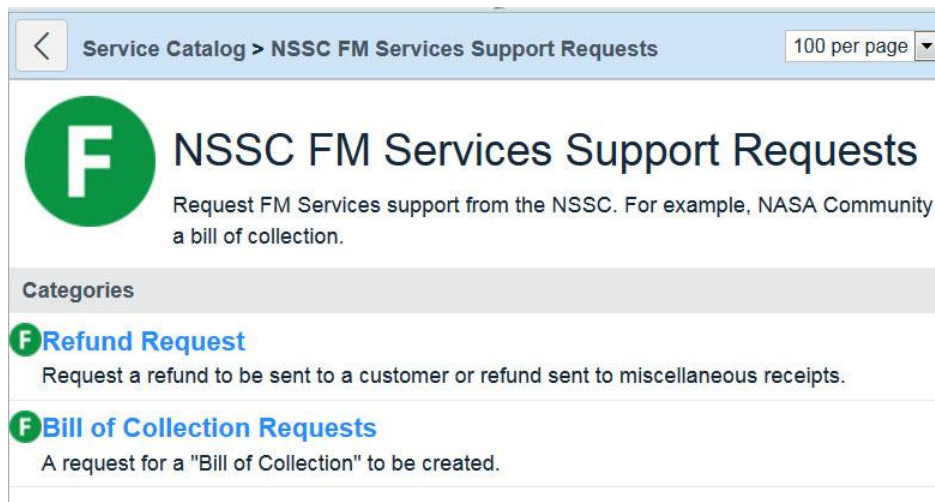 Service Catalog > NSSC FM Services Support Requests
100 per page
F
NSSC FM Services Support Requests
Request FM Services support from the NSSC. For example, NASA Community
a bill of collection.
Categories
F Refund Request
Request a refund to be sent to a customer or refund sent to miscellaneous receipts.
F Bill of Collection Requests
A request for a "Bill of Collection" to be created.